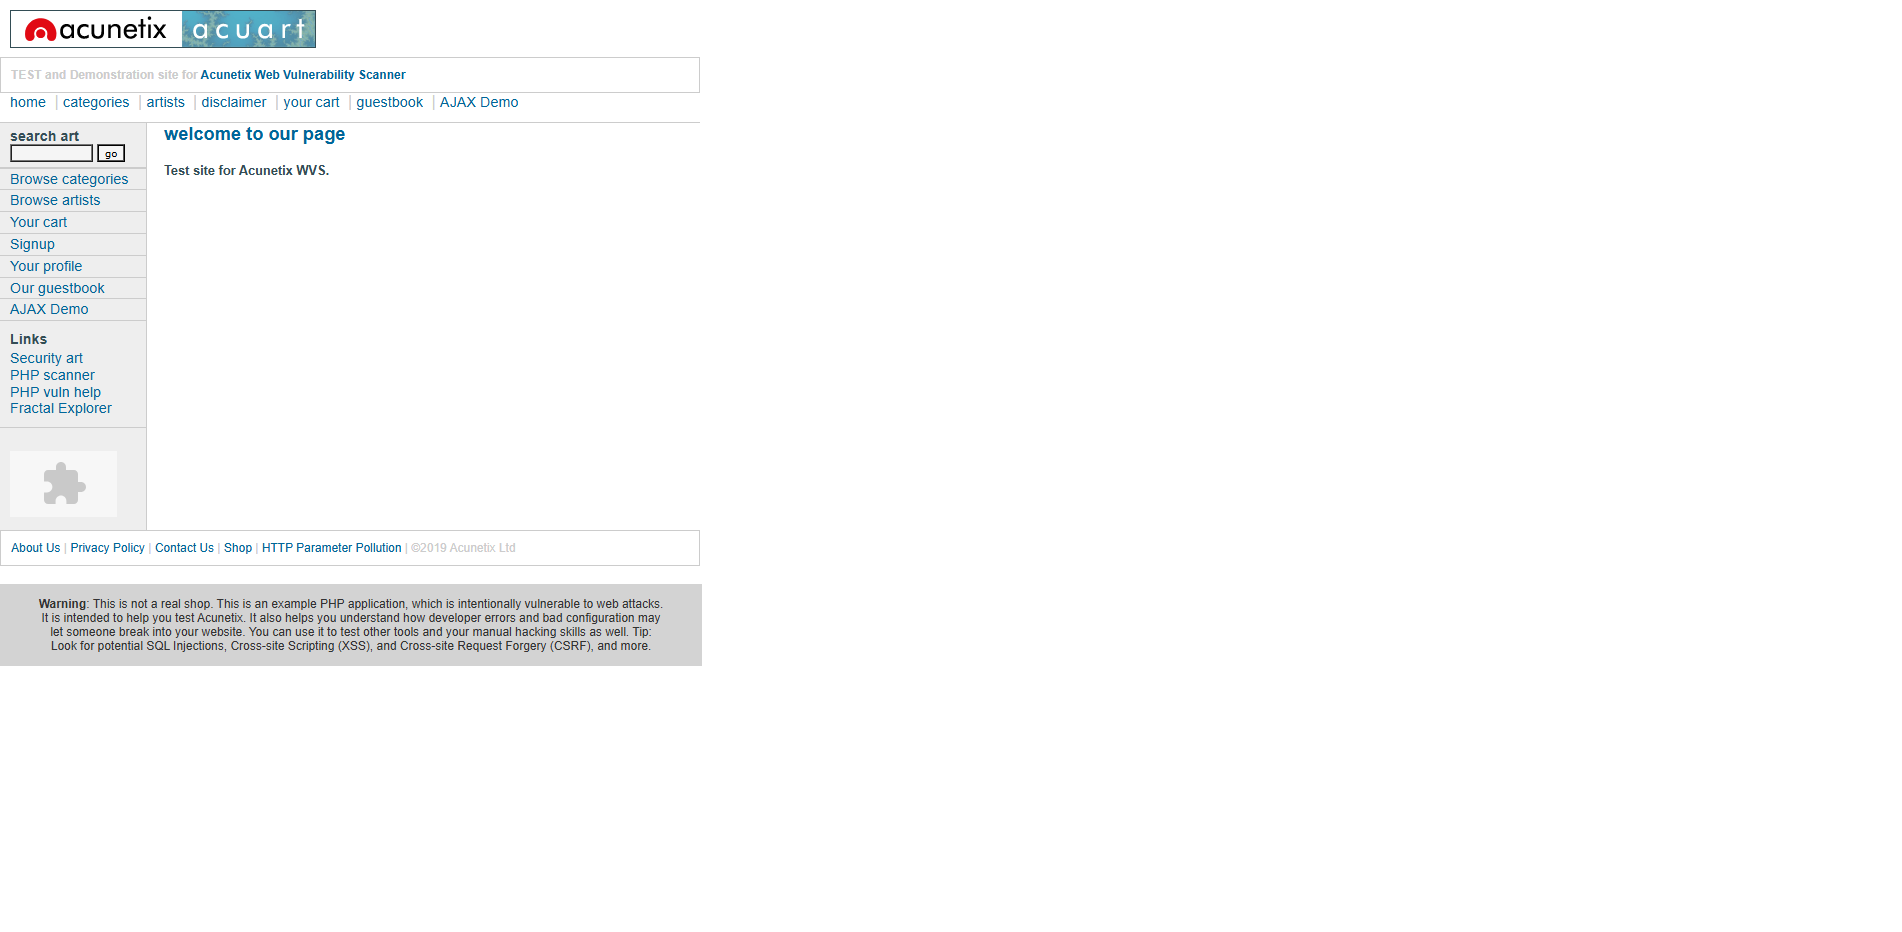 acunetix acuart
TEST and Demonstration site for Acunetix Web Vulnerability Scanner
home | categories | artists | disclaimer | your cart | guestbook | AJAX Demo
search art
go
Browse categories
Browse artists
Your cart
Signup
Your profile
Our guestbook
AJAX Demo
Links
Security art
PHP scanner
PHP vuln help
Fractal Explorer
welcome to our page
Test site for Acunetix WVS.
About Us | Privacy Policy | Contact Us | Shop | HTTP Parameter Pollution | ©2019 Acunetix Ltd
Warning: This is not a real shop. This is an example PHP application, which is intentionally vulnerable to web attacks.
It is intended to help you test Acunetix. It also helps you understand how developer errors and bad configuration may
let someone break into your website. You can use it to test other tools and your manual hacking skills as well. Tip:
Look for potential SQL Injections, Cross-site Scripting (XSS), and Cross-site Request Forgery (CSRF), and more.